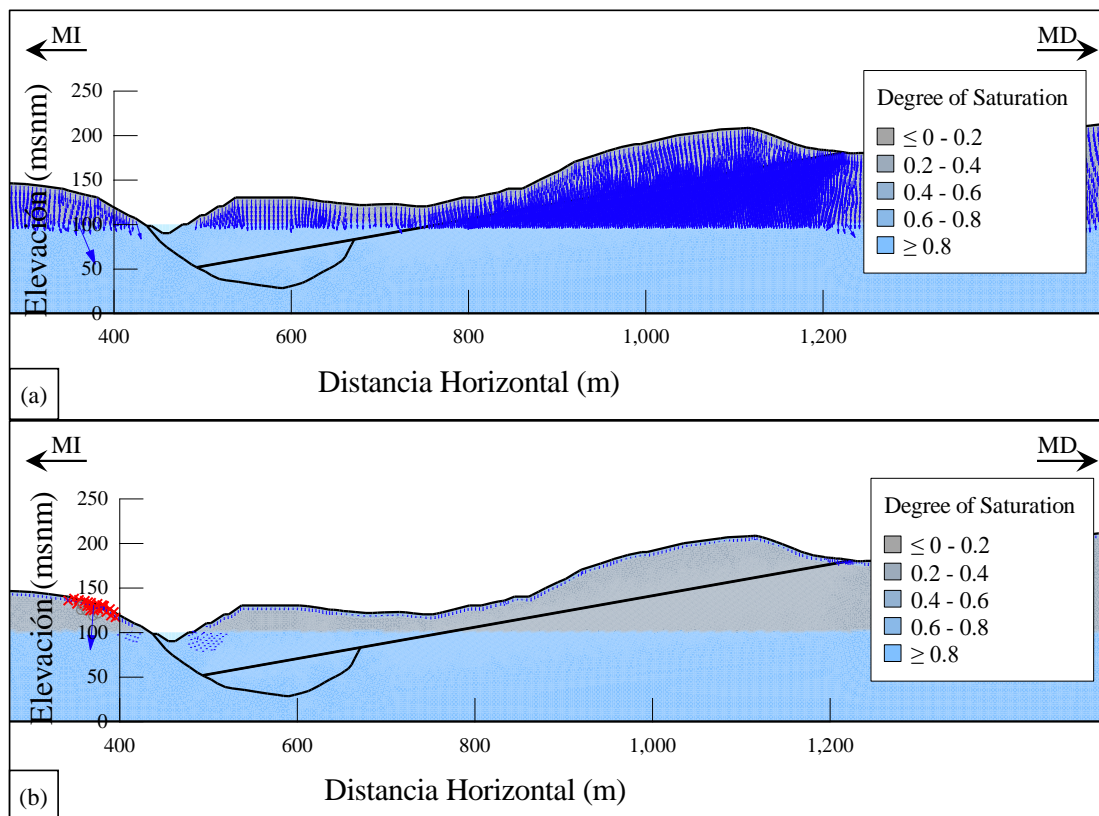 MI
MD
Elevación (msnm)
250
200
150
100
50
0
400
600
800
1,000
1,200
Distancia Horizontal (m)
Degree of Saturation
≤ 0 - 0.2
0.2 - 0.4
0.4 - 0.6
0.6 - 0.8
≥ 0.8
(a)
MI
MD
Elevación (msnm)
250
200
150
100
50
0
400
600
800
1,000
1,200
Distancia Horizontal (m)
Degree of Saturation
≤ 0 - 0.2
0.2 - 0.4
0.4 - 0.6
0.6 - 0.8
≥ 0.8
(b)